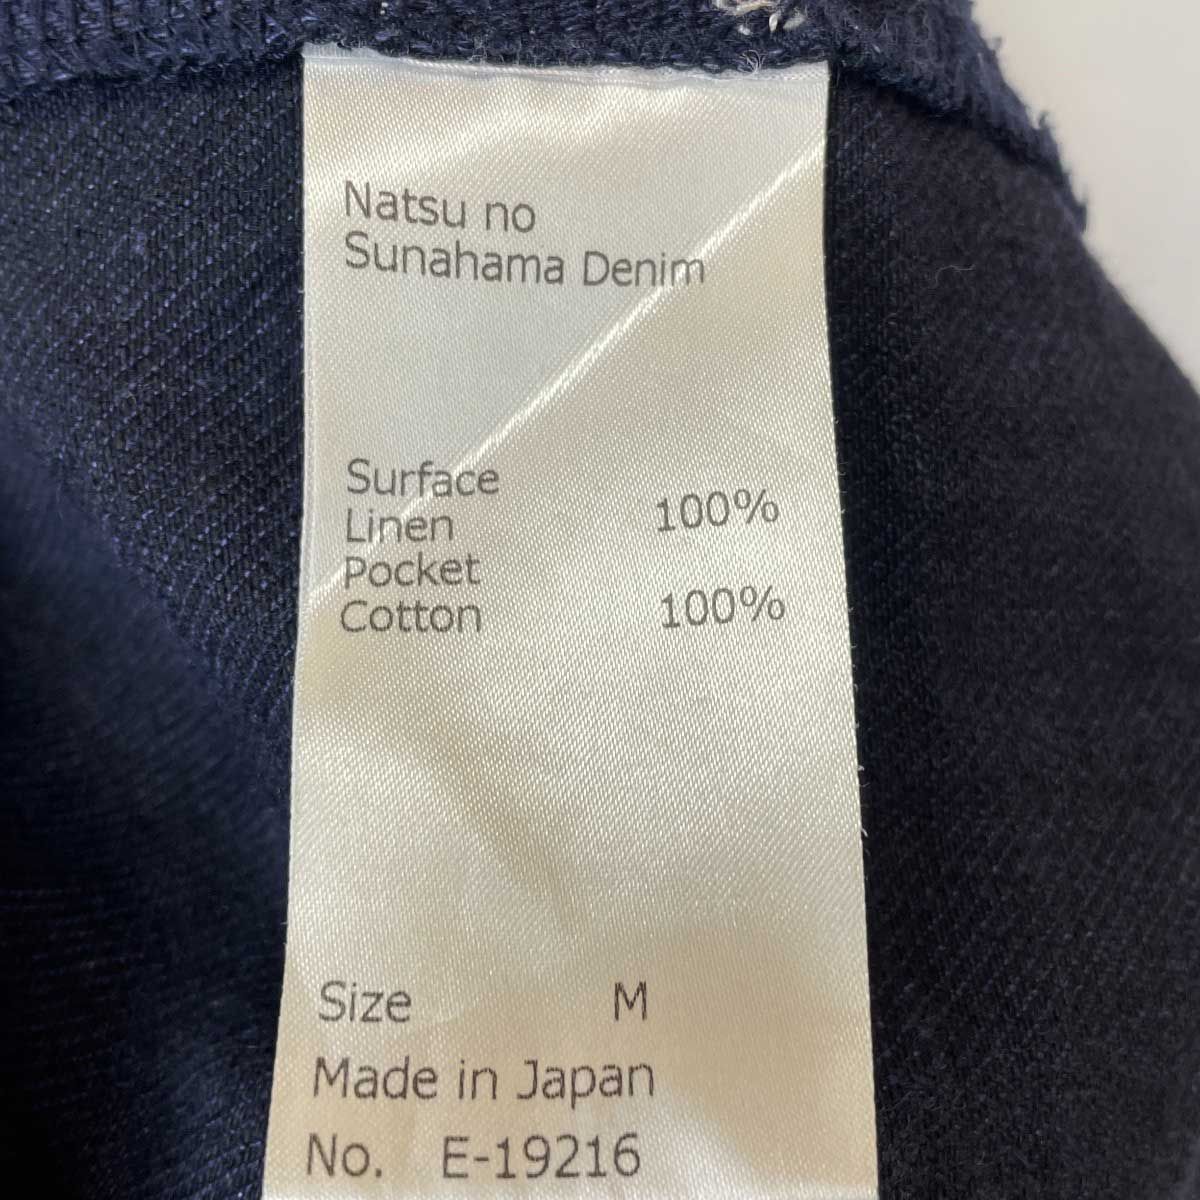 Natsu no
Sunahama Denim
Surface
Linen 100%
Pocket
Cotton 100%
Size M
Made in Japan
No. E-19216